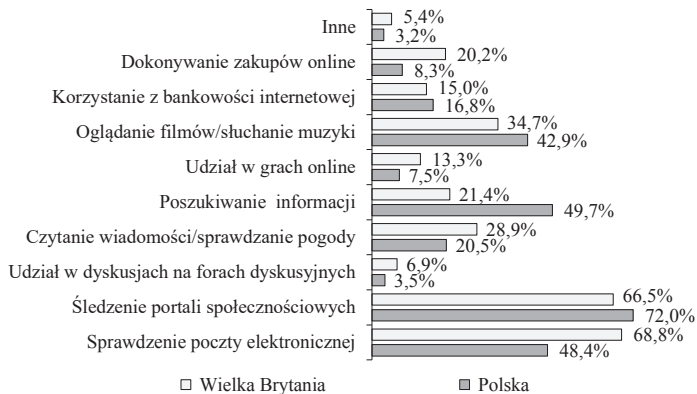 Inne
5,4%
3,2%
Dokonywanie zakupów online
20,2%
8,3%
Korzystanie z bankowości internetowej
15,0%
16,8%
Oglądanie filmów/słuchanie muzyki
34,7%
42,9%
Udział w grach online
13,3%
7,5%
Poszukiwanie informacji
21,4%
49,7%
Czytanie wiadomości/sprawdzanie pogody
28,9%
20,5%
Udział w dyskusjach na forach dyskusyjnych
6,9%
3,5%
Śledzenie portali społecznościowych
66,5%
72,0%
Sprawdzenie poczty elektronicznej
68,8%
48,4%
Wielka Brytania Polska